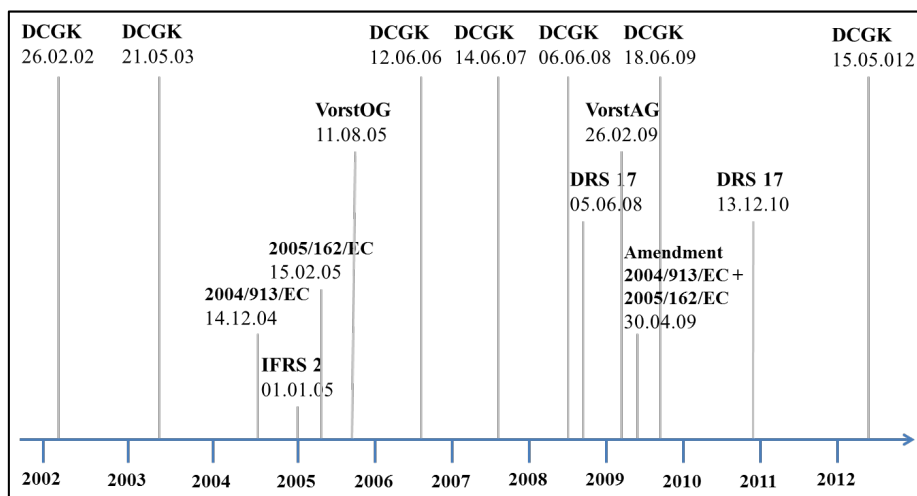 DCGK
26.02.02
DCGK
21.05.03
DCGK
12.06.06
DCGK
14.06.07
DCGK
06.06.08
DCGK
18.06.09
DCGK
15.05.012
VorstOG
11.08.05
VorstAG
26.02.09
DRS 17
05.06.08
DRS 17
13.12.10
2005/162/EC
15.02.05
Amendment
2004/913/EC +
2005/162/EC
30.04.09
2004/913/EC
14.12.04
IFRS 2
01.01.05
2002
2003
2004
2005
2006
2007
2008
2009
2010
2011
2012